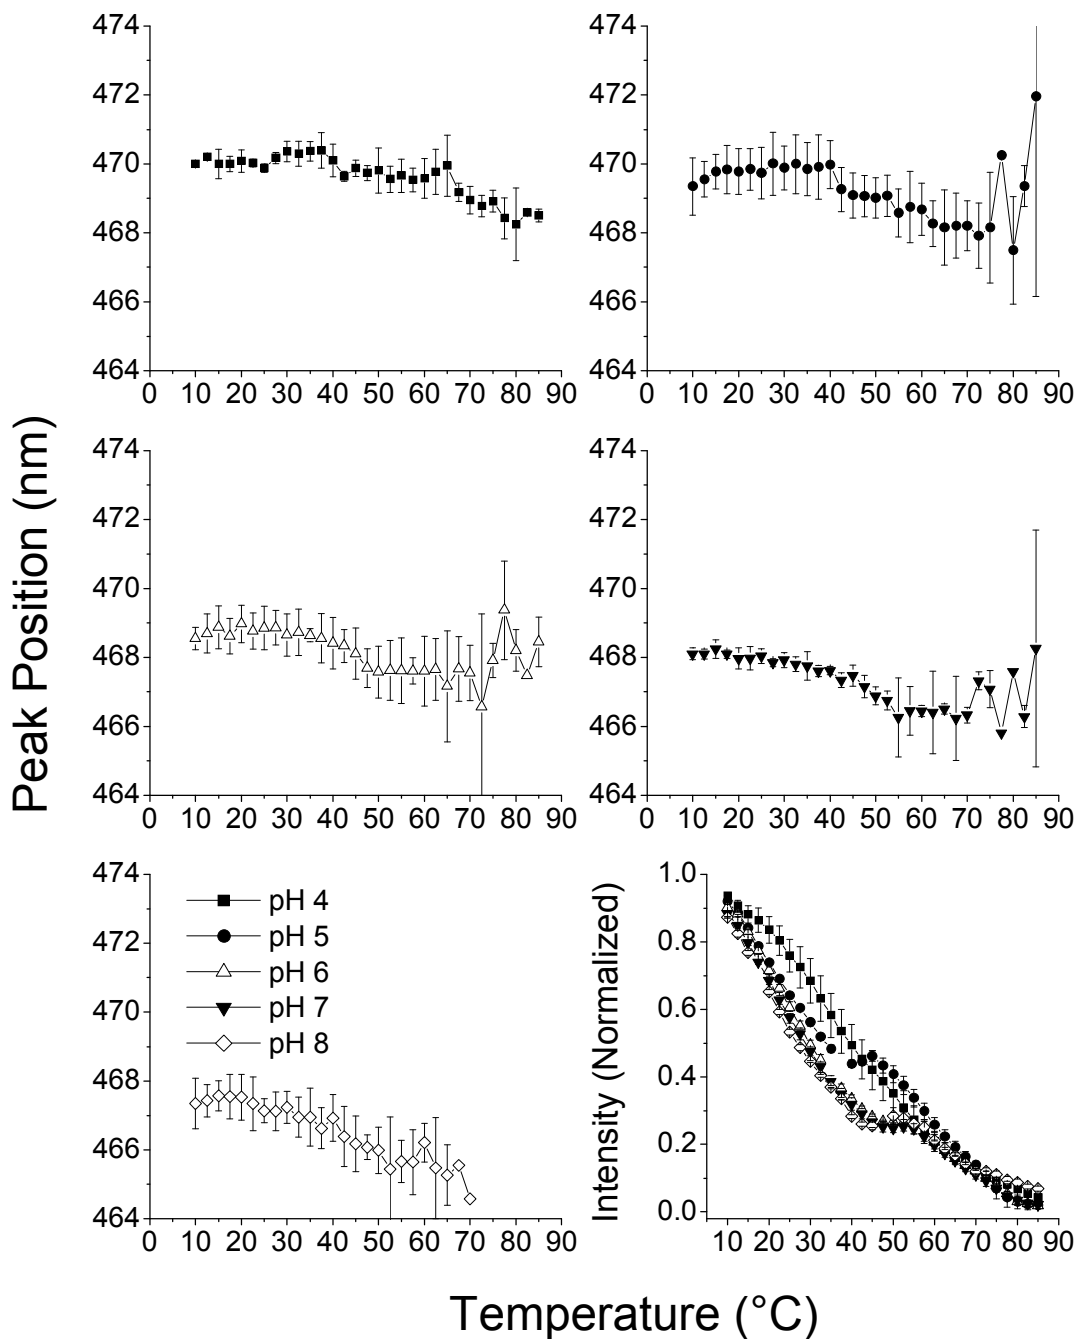 474
472
470
468
466
464
0 10 20 30 40 50 60 70 80 90
474
472
470
468
466
464
0 10 20 30 40 50 60 70 80 90
Peak Position (nm)
474
472
470
468
466
464
0 10 20 30 40 50 60 70 80 90
474
472
470
468
466
464
0 10 20 30 40 50 60 70 80 90
474
472
470
468
466
464
pH 4
pH 5
pH 6
pH 7
pH 8
0 10 20 30 40 50 60 70 80 90
Intensity (Normalized)
1.0
0.8
0.6
0.4
0.2
0.0
10 20 30 40 50 60 70 80 90
Temperature (°C)